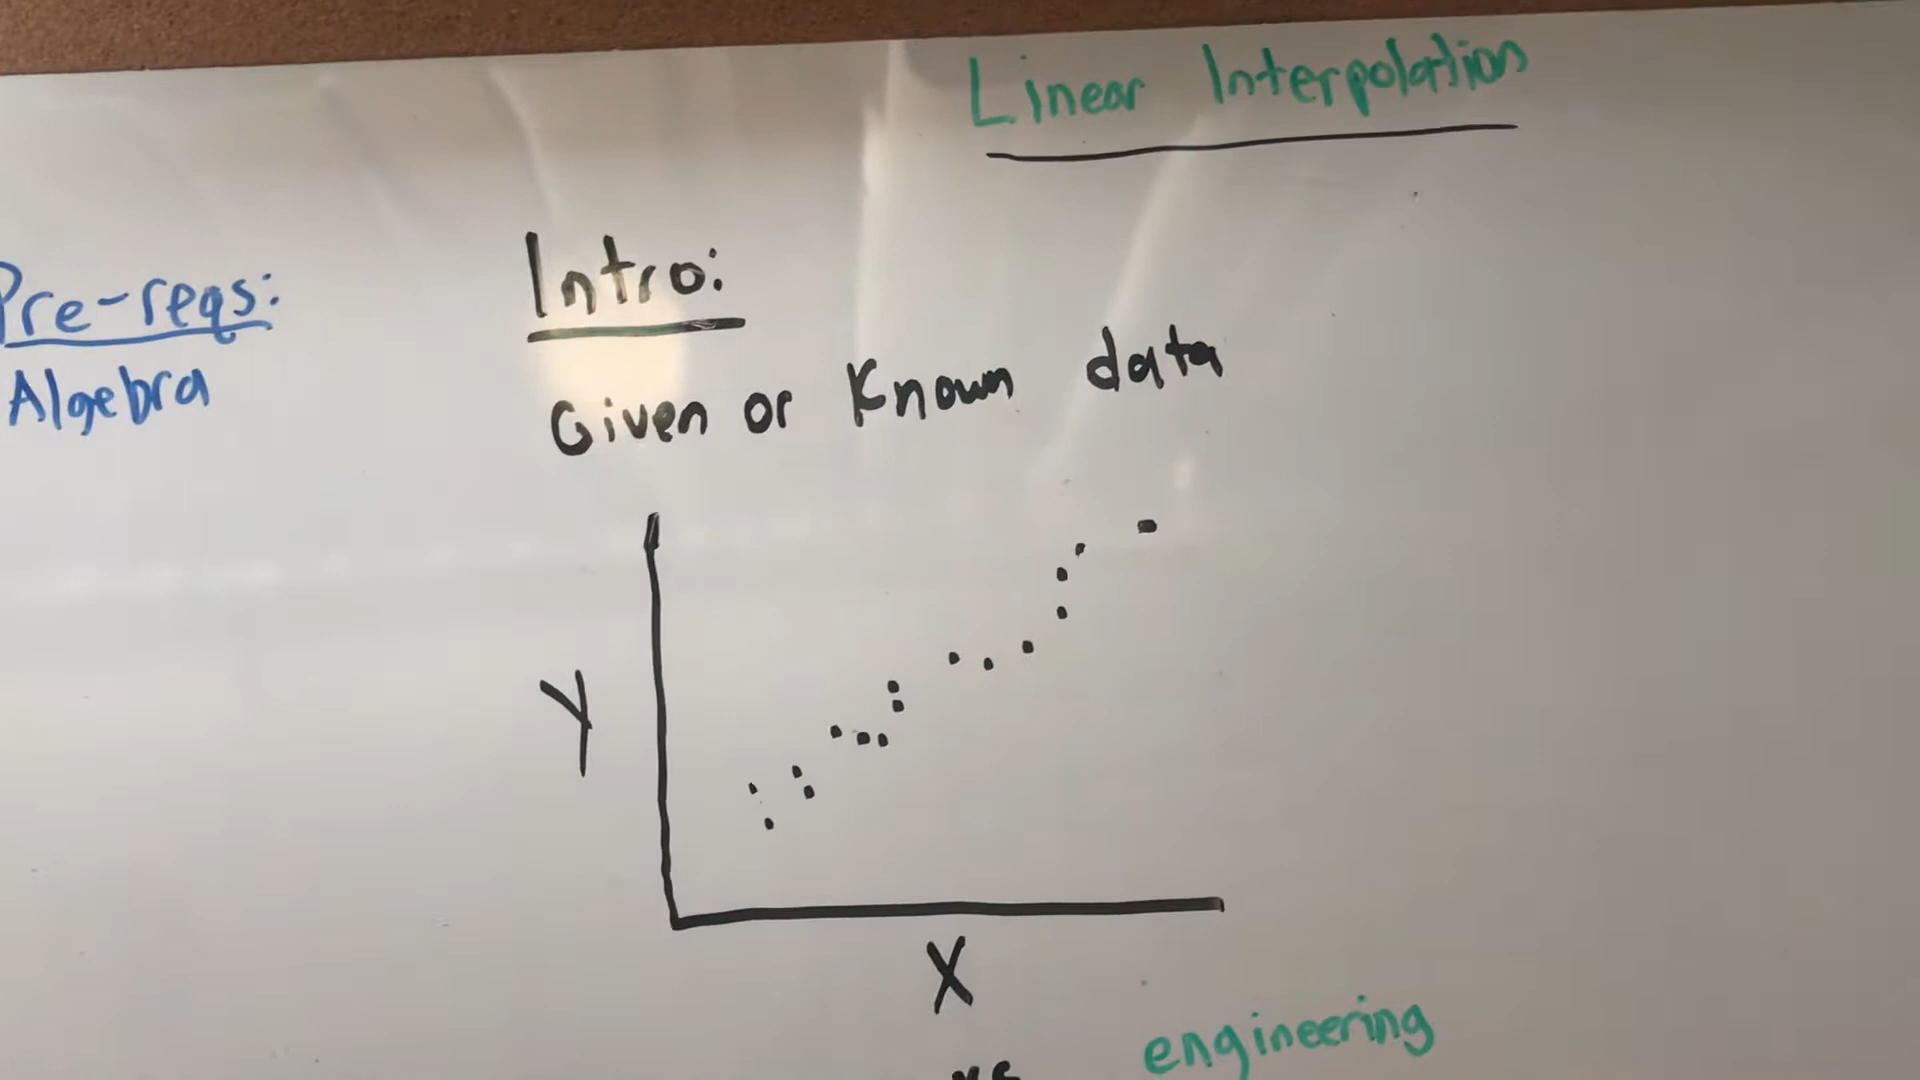 Linear Interpolation
Pre-reqs:
Algebra
Intro:
Given or Known data
Y
X
engineering